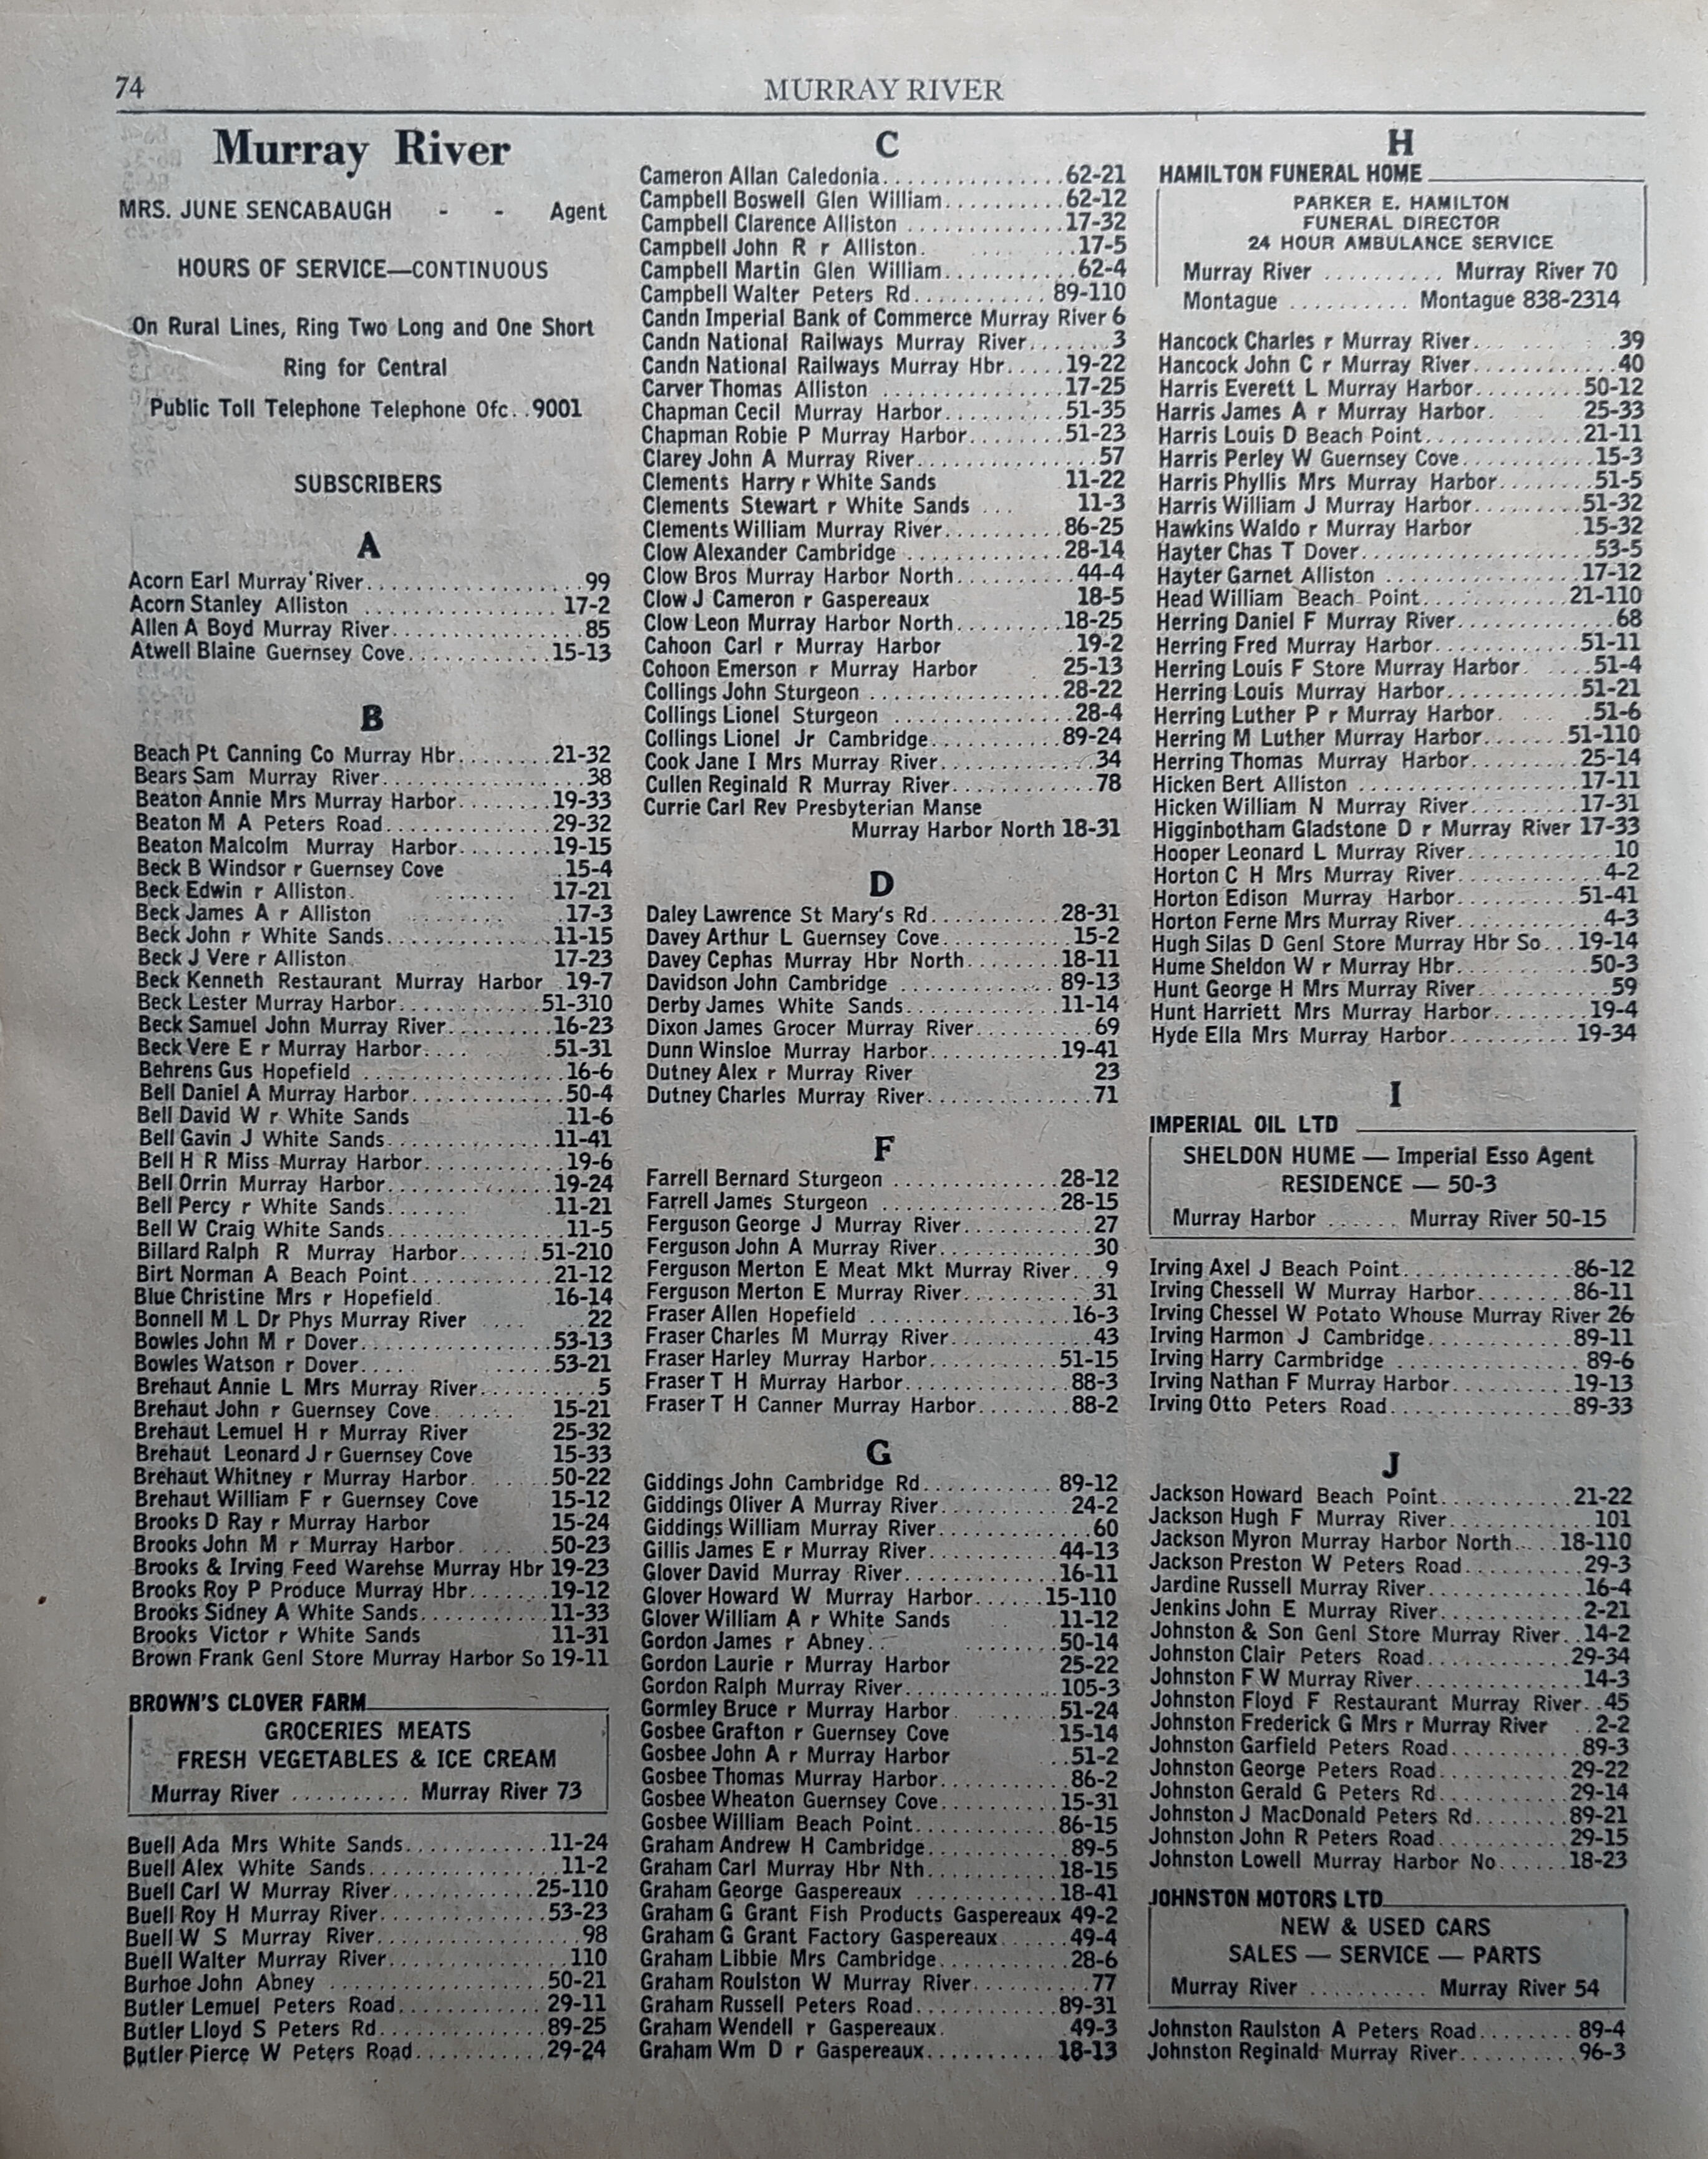 74
MURRAY RIVER
Murray River
MRS. JUNE SENCABAUGH - - Agent
HOURS OF SERVICE—CONTINUOUS
On Rural Lines, Ring Two Long and One Short
Ring for Central
Public Toll Telephone Telephone Ofc. .9001
SUBSCRIBERS
A
Acorn Earl Murray River..................99
Acorn Stanley Alliston ................17-2
Allen A Boyd Murray River................85
Atwell Blaine Guernsey Cove...........15-13
B
Beach Pt Canning Co Murray Hbr........21-32
Bears Sam Murray River.................38
Beaton Annie Mrs Murray Harbor........19-33
Beaton M A Peters Road..............29-32
Beaton Malcolm Murray Harbor........19-15
Beck B Windsor r Guernsey Cove 15-4
Beck Edwin r Alliston........17-21
Beck James A r Alliston 17-3
Beck John r White Sands..............11-15
Beck J Vere r Alliston 17-23
Beck Kenneth Restaurant Murray Harbor 19-7
Beck Lester Murray Harbor............51-310
Beck Samuel John Murray River.........16-23
Beck Vere E r Murray Harbor.... 51-31
Behrens Gus Hopefield .................16-6
Bell Daniel A Murray Harbor............50-4
Bell David W r White Sands 11-6
Bell Gavin J White Sands..............11-41
Bell H R Miss Murray Harbor............19-6
Bell Orrin Murray Harbor..............19-24
Bell Percy r White Sands....... 11-21
Bell W Craig White Sands...............11-5
Billard Ralph R Murray Harbor.......51-210
Birt Norman A Beach Point............21-12
Blue Christine Mrs r Hopefield 16-14
Bonnell M L Dr Phys Murray River .... 22
Bowles John M r Dover...............53-13
Bowles Watson r Dover.... 53-21
Brehaut Annie L Mrs Murray River..........5
Brehaut John r Guernsey Cove....... 15-21
Brehaut Lemuel H r Murray River 25-32
Brehaut Leonard J r Guernsey Cove 15-33
Brehaut Whitney r Murray Harbor. 50-22
Brehaut William F r Guernsey Cove 15-12
Brooks D Ray r Murray Harbor 15-24
Brooks John M r Murray Harbor. 50-23
Brooks & Irving Feed Warehse Murray Hbr 19-23
Brooks Roy P Produce Murray Hbr.......19-12
Brooks Sidney A White Sands...........11-33
Brooks Victor r White Sands 11-31
Brown Frank Genl Store Murray Harbor So 19-11
BROWN'S CLOVER FARM
GROCERIES MEATS
FRESH VEGETABLES & ICE CREAM
Murray River .......... Murray River 73
Buell Ada Mrs White Sands............11-24
Buell Alex White Sands................11-2
Buell Carl W Murray River............25-110
Buell Roy H Murray River..............53-23
Buell W S Murray River..................98
Buell Walter Murray River...............110
Burhoe John Abney ..................50-21
Butler Lemuel Peters Road............29-11
Butler Lloyd S Peters Rd..............89-25
Butler Pierce W Peters Road...........29-24
C
Cameron Allan Caledonia...............62-21
Campbell Boswell Glen William..........62-12
Campbell Clarence Alliston .............17-32
Campbell John R r Alliston. 17-5
Campbell Martin Glen William...........62-4
Campbell Walter Peters Rd...........89-110
Candn Imperial Bank of Commerce Murray River 6
Candn National Railways Murray River.......3
Candn National Railways Murray Hbr.....19-22
Carver Thomas Alliston ...............17-25
Chapman Cecil Murray Harbor..........51-35
Chapman Robie P Murray Harbor........51-23
Clarey John A Murray River...............57
Clements Harry r White Sands 11-22
Clements Stewart r White Sands ... 11-3
Clements William Murray River..........86-25
Clow Alexander Cambridge .............28-14
Clow Bros Murray Harbor North..........44-4
Clow J Cameron r Gaspereaux 18-5
Clow Leon Murray Harbor North.........18-25
Cahoon Carl r Murray Harbor 19-2
Cohoon Emerson r Murray Harbor 25-13
Collings John Sturgeon ................28-22
Collings Lionel Sturgeon ...............28-4
Collings Lionel Jr Cambridge...........89-24
Cook Jane I Mrs Murray River.............34
Cullen Reginald R Murray River............78
Currie Carl Rev Presbyterian Manse
Murray Harbor North 18-31
D
Daley Lawrence St Mary's Rd...........28-31
Davey Arthur L Guernsey Cove...........15-2
Davey Cephas Murray Hbr North........18-11
Davidson John Cambridge .............89-13
Derby James White Sands.............11-14
Dixon James Grocer Murray River..........69
Dunn Winsloe Murray Harbor...........19-41
Dutney Alex r Murray River 23
Dutney Charles Murray River..............71
F
Farrell Bernard Sturgeon ..............28-12
Farrell James Sturgeon ...............28-15
Ferguson George J Murray River...........27
Ferguson John A Murray River.............30
Ferguson Merton E Meat Mkt Murray River...9
Ferguson Merton E Murray River...........31
Fraser Allen Hopefield .................16-3
Fraser Charles M Murray River............43
Fraser Harley Murray Harbor...........51-15
Fraser T H Murray Harbor..............88-3
Fraser T H Canner Murray Harbor........88-2
G
Giddings John Cambridge Rd...........89-12
Giddings Oliver A Murray River..........24-2
Giddings William Murray River............60
Gillis James E r Murray River...........44-13
Glover David Murray River.............16-11
Glover Howard W Murray Harbor......15-110
Glover William A r White Sands 11-12
Gordon James r Abney... 50-14
Gordon Laurie r Murray Harbor 25-22
Gordon Ralph Murray River............105-3
Gormley Bruce r Murray Harbor 51-24
Gosbee Grafton r Guernsey Cove 15-14
Gosbee John A r Murray Harbor 51-2
Gosbee Thomas Murray Harbor..........86-2
Gosbee Wheaton Guernsey Cove.........15-31
Gosbee William Beach Point............86-15
Graham Andrew H Cambridge............89-5
Graham Carl Murray Hbr Nth...........18-15
Graham George Gaspereaux ............18-41
Graham G Grant Fish Products Gaspereaux 49-2
Graham G Grant Factory Gaspereaux......49-4
Graham Libbie Mrs Cambridge...........28-6
Graham Roulston W Murray River..........77
Graham Russell Peters Road............89-31
Graham Wendell r Gaspereaux. 49-3
Graham Wm D r Gaspereaux...........18-13
H
HAMILTON FUNERAL HOME
PARKER E. HAMILTON
FUNERAL DIRECTOR
24 HOUR AMBULANCE SERVICE
Murray River .......... Murray River 70
Montague .......... Montague 838-2314
Hancock Charles r Murray River... 39
Hancock John C r Murray River............40
Harris Everett L Murray Harbor.........50-12
Harris James A r Murray Harbor. 25-33
Harris Louis D Beach Point.............21-11
Harris Perley W Guernsey Cove...........15-3
Harris Phyllis Mrs Murray Harbor........51-5
Harris William J Murray Harbor.........51-32
Hawkins Waldo r Murray Harbor 15-32
Hayter Chas T Dover..................53-5
Hayter Garnet Alliston ................17-12
Head William Beach Point............21-110
Herring Daniel F Murray River.............68
Herring Fred Murray Harbor............51-11
Herring Louis F Store Murray Harbor. 51-4
Herring Louis Murray Harbor...........51-21
Herring Luther P r Murray Harbor. 51-6
Herring M Luther Murray Harbor.......51-110
Herring Thomas Murray Harbor.........25-14
Hicken Bert Alliston ..................17-11
Hicken William N Murray River.........17-31
Higginbotham Gladstone D r Murray River 17-33
Hooper Leonard L Murray River............10
Horton C H Mrs Murray River............4-2
Horton Edison Murray Harbor..........51-41
Horton Ferne Mrs Murray River..........4-3
Hugh Silas D Genl Store Murray Hbr So...19-14
Hume Sheldon W r Murray Hbr...........50-3
Hunt George H Mrs Murray River...........59
Hunt Harriett Mrs Murray Harbor........19-4
Hyde Ella Mrs Murray Harbor..........19-34
I
IMPERIAL OIL LTD
SHELDON HUME — Imperial Esso Agent
RESIDENCE — 50-3
Murray Harbor ...... Murray River 50-15
Irving Axel J Beach Point..............86-12
Irving Chessell W Murray Harbor........86-11
Irving Chessel W Potato Whouse Murray River 26
Irving Harmon J Cambridge............89-11
Irving Harry Carmbridge ...............89-6
Irving Nathan F Murray Harbor..........19-13
Irving Otto Peters Road...............89-33
J
Jackson Howard Beach Point...........21-22
Jackson Hugh F Murray River............101
Jackson Myron Murray Harbor North....18-110
Jackson Preston W Peters Road..........29-3
Jardine Russell Murray River.............16-4
Jenkins John E Murray River............2-21
Johnston & Son Genl Store Murray River..14-2
Johnston Clair Peters Road............29-34
Johnston F W Murray River..............14-3
Johnston Floyd F Restaurant Murray River..45
Johnston Frederick G Mrs r Murray River 2-2
Johnston Garfield Peters Road..........89-3
Johnston George Peters Road...........29-22
Johnston Gerald G Peters Rd...........29-14
Johnston J MacDonald Peters Rd........89-21
Johnston John R Peters Road...........29-15
Johnston Lowell Murray Harbor No......18-23
JOHNSTON MOTORS LTD
NEW & USED CARS
SALES — SERVICE — PARTS
Murray River .......... Murray River 54
Johnston Raulston A Peters Road........89-4
Johnston Reginald Murray River..........96-3